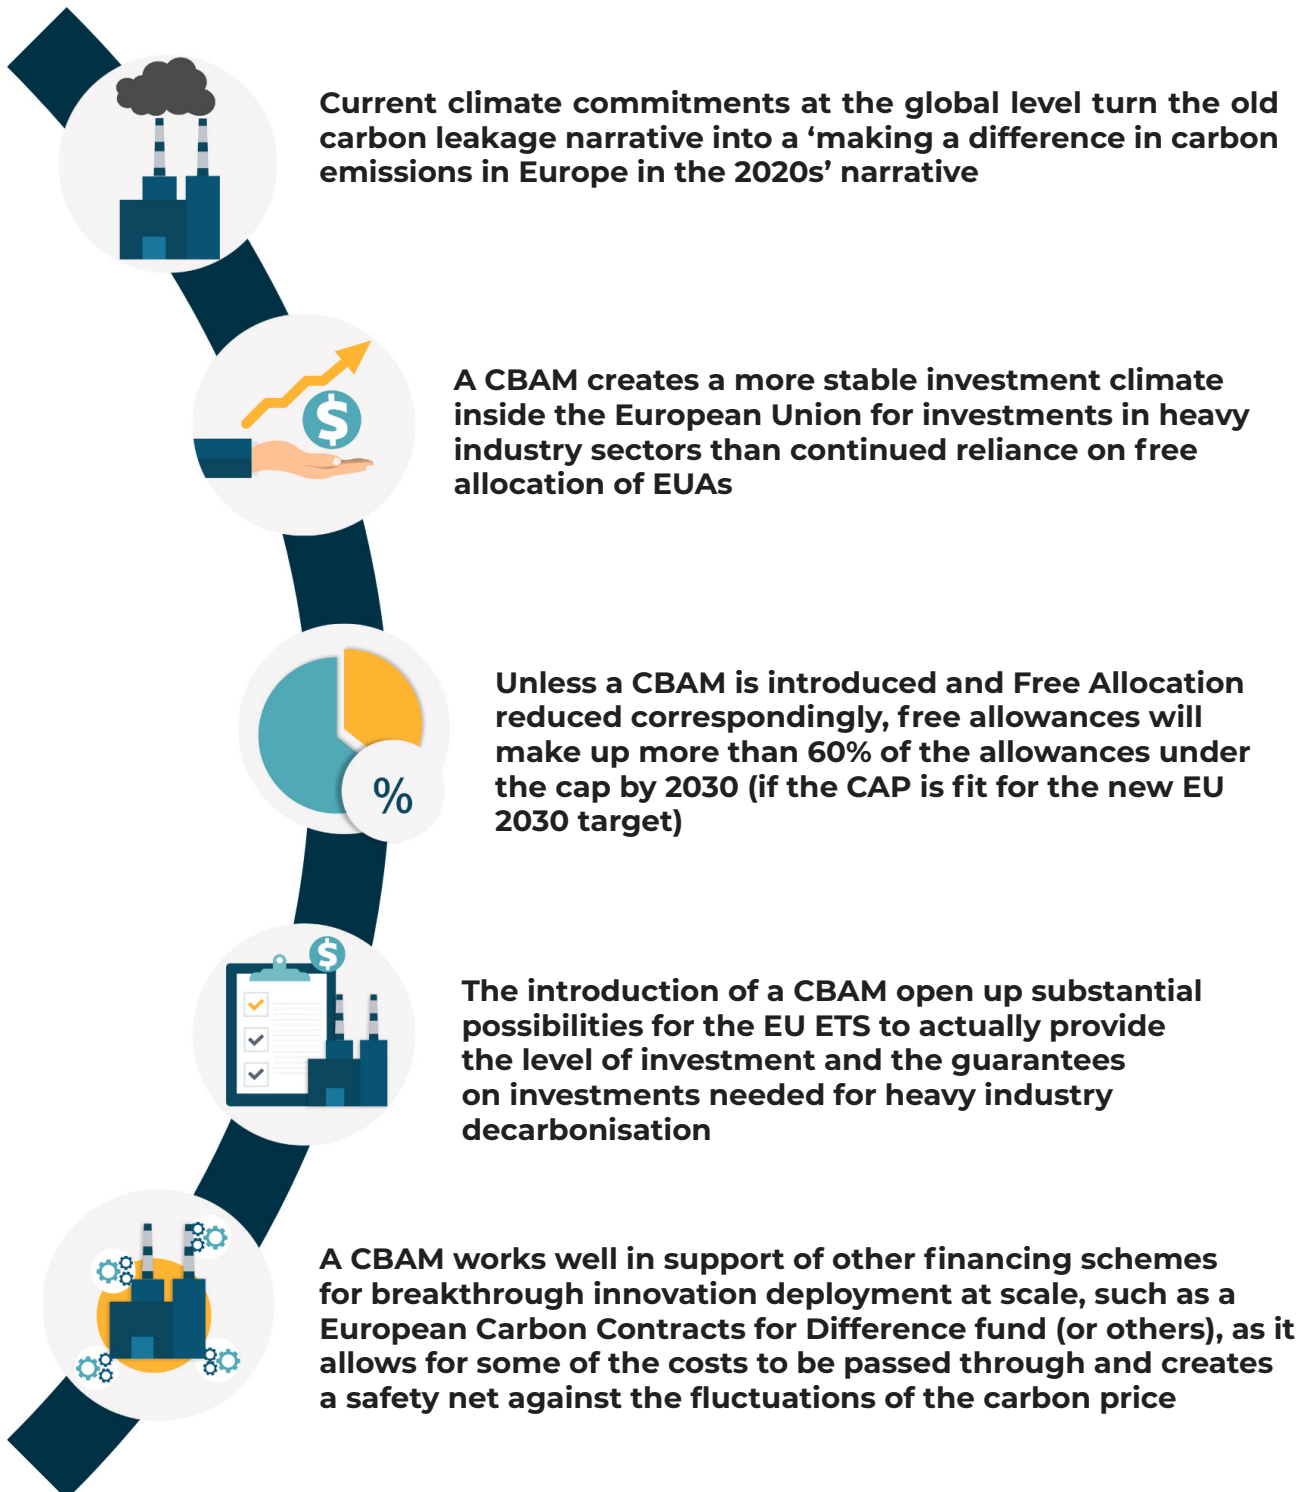 Current climate commitments at the global level turn the old
carbon leakage narrative into a ‘making a difference in carbon
emissions in Europe in the 2020s’ narrative
$
A CBAM creates a more stable investment climate
inside the European Union for investments in heavy
industry sectors than continued reliance on free
allocation of EUAs
Unless a CBAM is introduced and Free Allocation
reduced correspondingly, free allowances will
make up more than 60% of the allowances under
the cap by 2030 (if the CAP is fit for the new EU
2030 target)
%
$
The introduction of a CBAM open up substantial
possibilities for the EU ETS to actually provide
the level of investment and the guarantees
on investments needed for heavy industry
decarbonisation
A CBAM works well in support of other financing schemes
for breakthrough innovation deployment at scale, such as a
European Carbon Contracts for Difference fund (or others), as it
allows for some of the costs to be passed through and creates
a safety net against the fluctuations of the carbon price